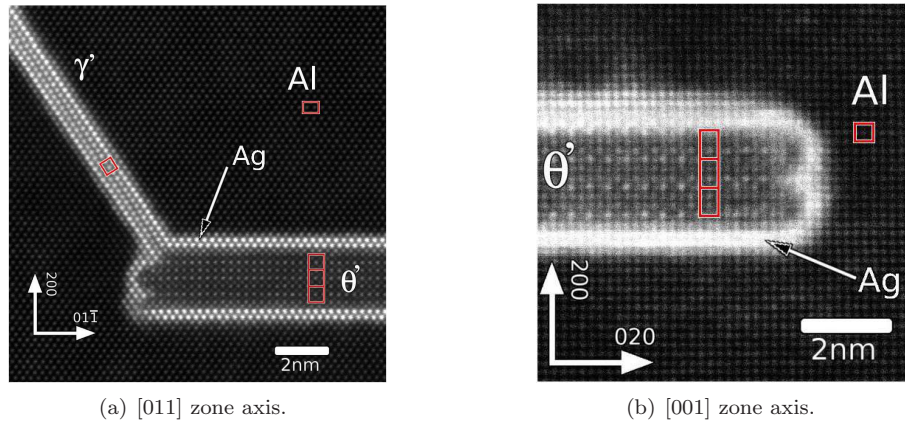 γ'
Al
Ag
θ'
200
011̅
2nm
(a) [011] zone axis.
Al
θ'
Ag
200
020
2nm
(b) [001] zone axis.